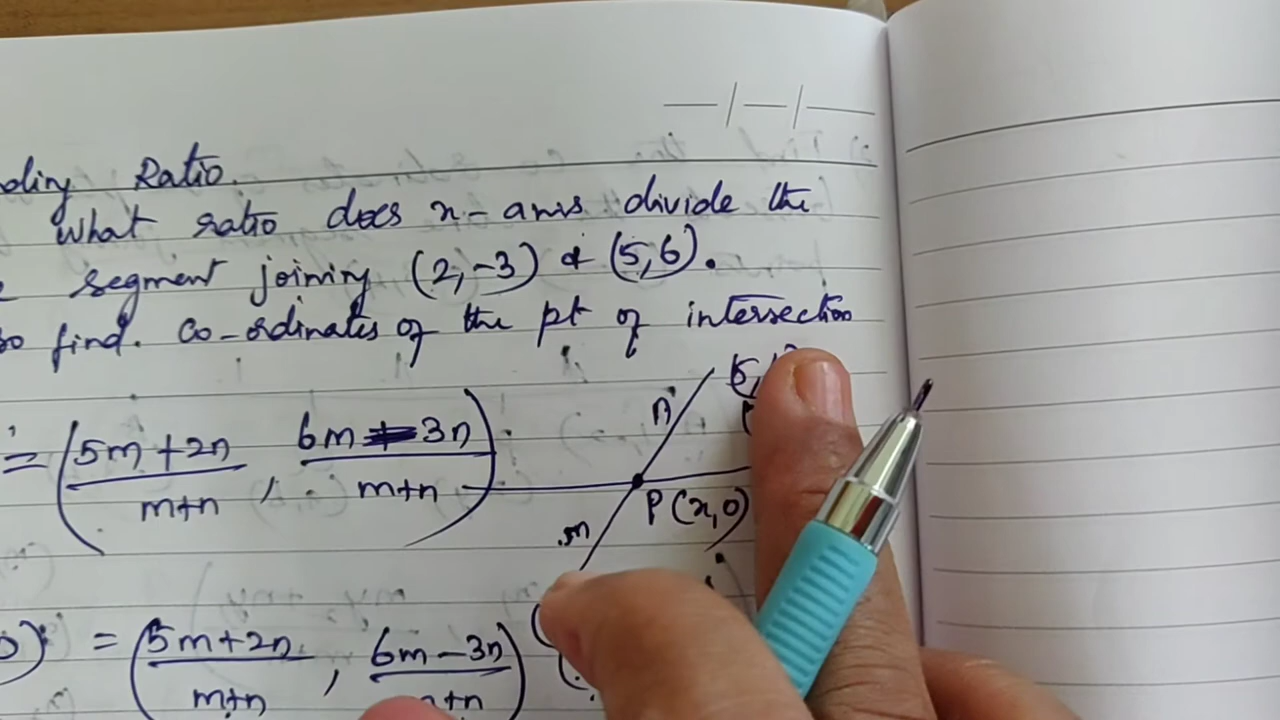 Ratio.
What ratio does x-axis divide the
segment joining (2,-3) & (5,6).
find. Co-ordinates of the pt of intersection
= (5m+2n / m+n , 6m-3n / m+n)
n
P(x,0)
m
= (5m+2n / m+n , 6m-3n / m+n)